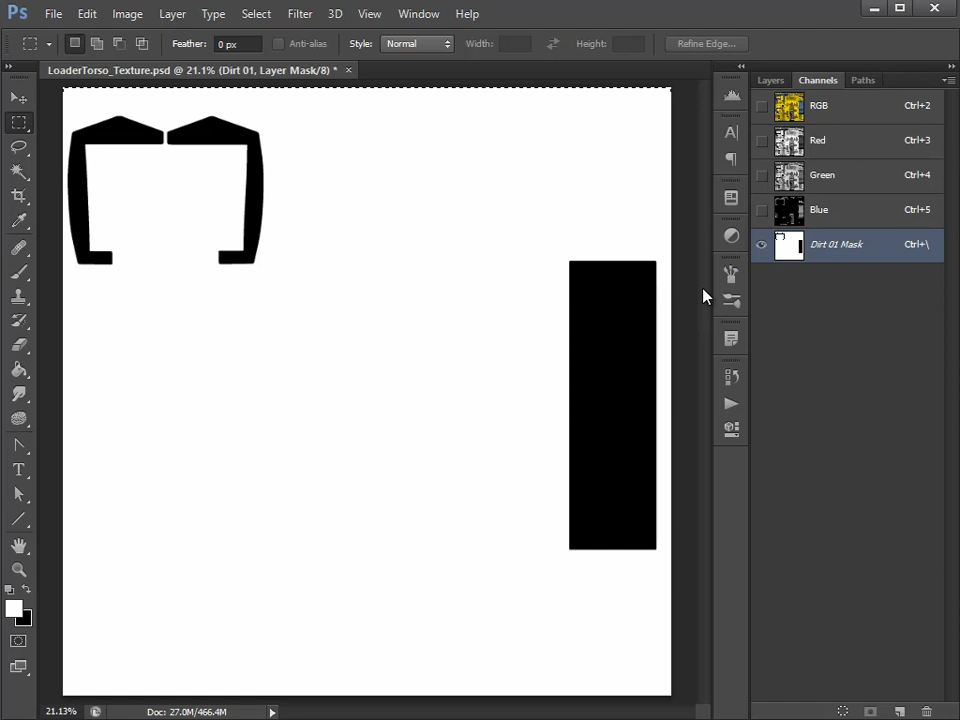 Ps File Edit Image Layer Type Select Filter 3D View Window Help
Feather: 0 px Anti-alias Style: Normal Width: Height: Refine Edge...
LoaderTorso_Texture.psd @ 21.1% (Dirt 01, Layer Mask/8) * ×
Layers Channels Paths
RGB Ctrl+2
Red Ctrl+3
Green Ctrl+4
Blue Ctrl+5
Dirt 01 Mask Ctrl+\
21.13% Doc: 27.0M/466.4M